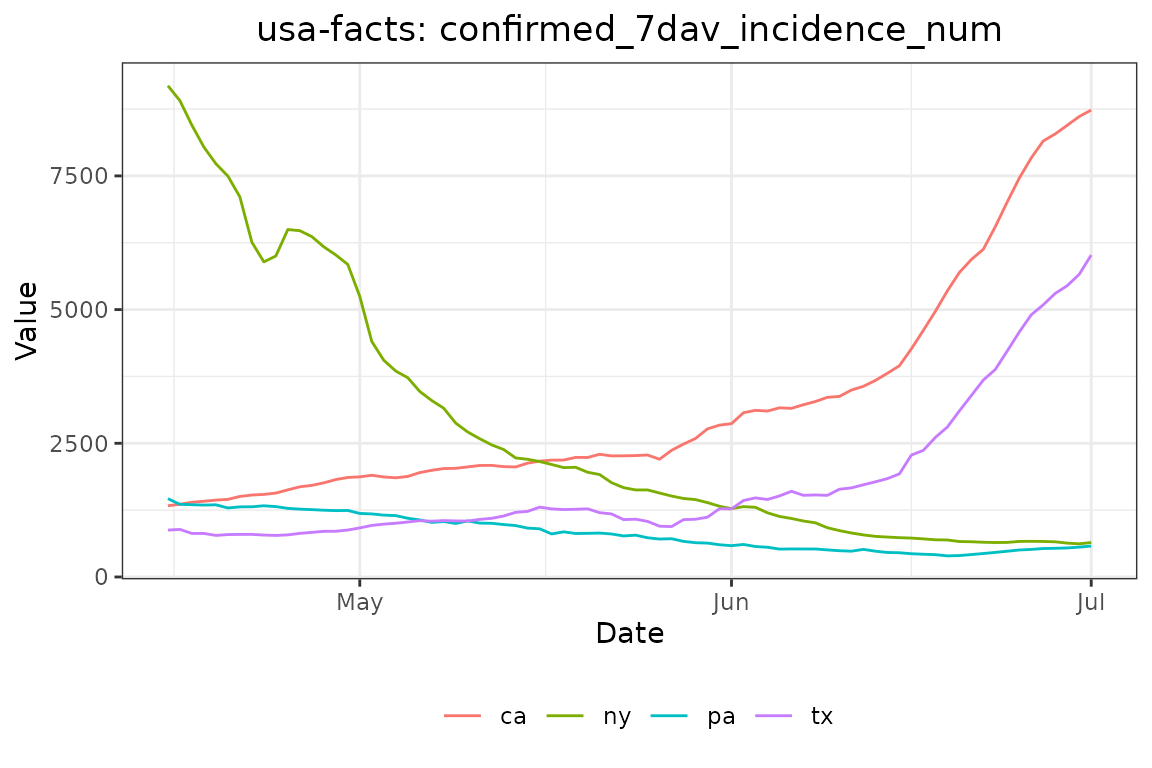 usa-facts: confirmed_7dav_incidence_num
Value
7500
5000
2500
0
May Jun Jul
Date
ca ny pa tx